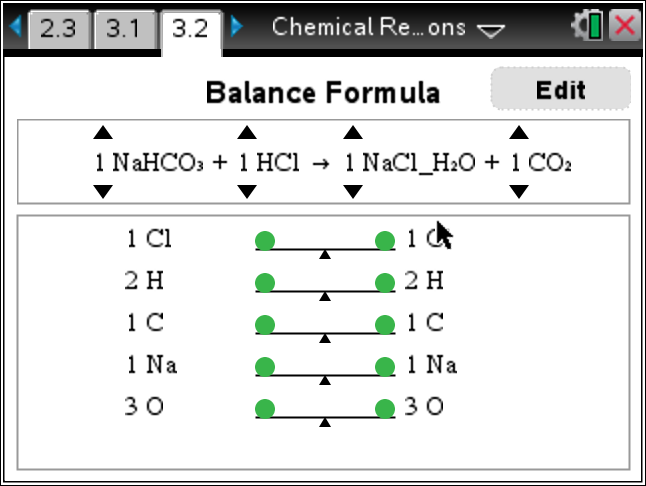 2.3 3.1 3.2 Chemical Re...ons
Balance Formula Edit
1 NaHCO₃ + 1 HCl → 1 NaCl_H₂O + 1 CO₂
1 Cl 1
2 H 2 H
1 C 1 C
1 Na 1 Na
3 O 3 O